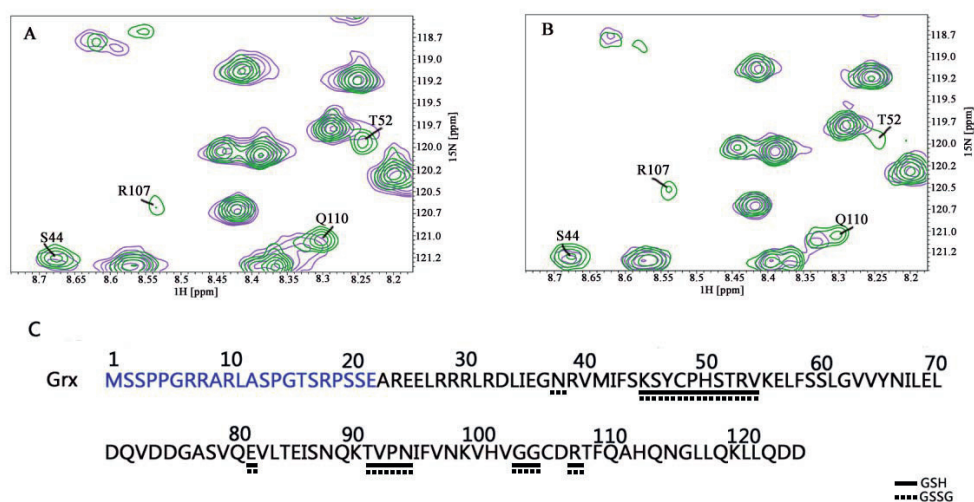 A
118.7
119.0
119.2
119.5
119.7
T52
120.0
120.2
R107
120.5
120.7
Q110
S44
121.0
121.2
15N [ppm]
8.7 8.65 8.6 8.55 8.5 8.45 8.4 8.35 8.3 8.25 8.2
1H [ppm]
B
118.7
119.0
119.2
119.5
119.7
T52
120.0
120.2
R107
120.5
120.7
Q110
S44
121.0
121.2
15N [ppm]
8.7 8.65 8.6 8.55 8.5 8.45 8.4 8.35 8.3 8.25 8.2
1H [ppm]
C
1 10 20 30 40 50 60 70
Grx MSSPPGRRARLASPGTSRPSSEAREELRRRLRDLIEGNRVMIFSKSYCPHSTRVKELFSSLGVVYNILEL
80 90 100 110 120
DQVDDGASVQEVLTEISNQKTVPNIFVNKVHVGGCDRTFQAHQNGLLQKLLQDD
GSH
GSSG